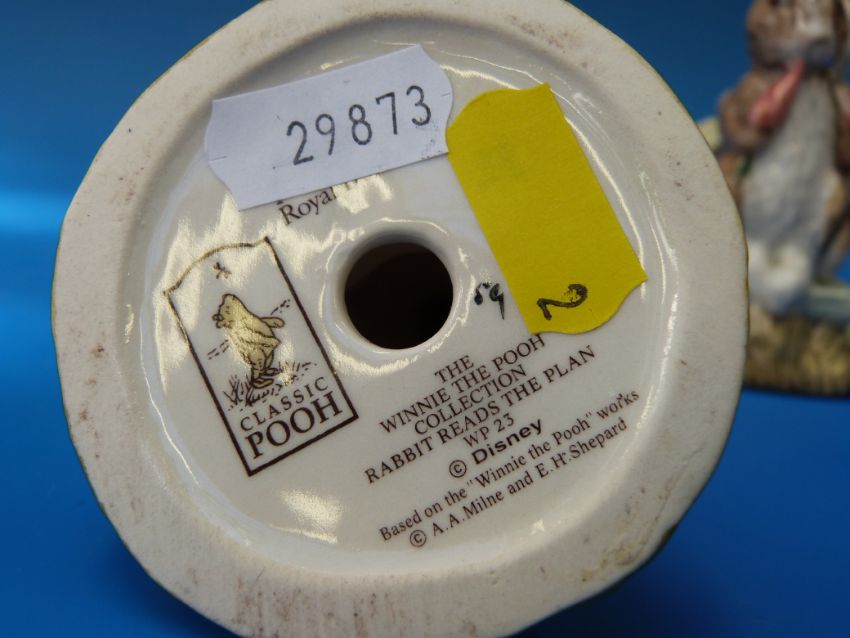 29873
Royal
CLASSIC
POOH
59
2
THE
WINNIE THE POOH
COLLECTION
RABBIT READS THE PLAN
WP 23
© Disney
Based on the "Winnie the Pooh" works
© A.A. Milne and E.H. Shepard